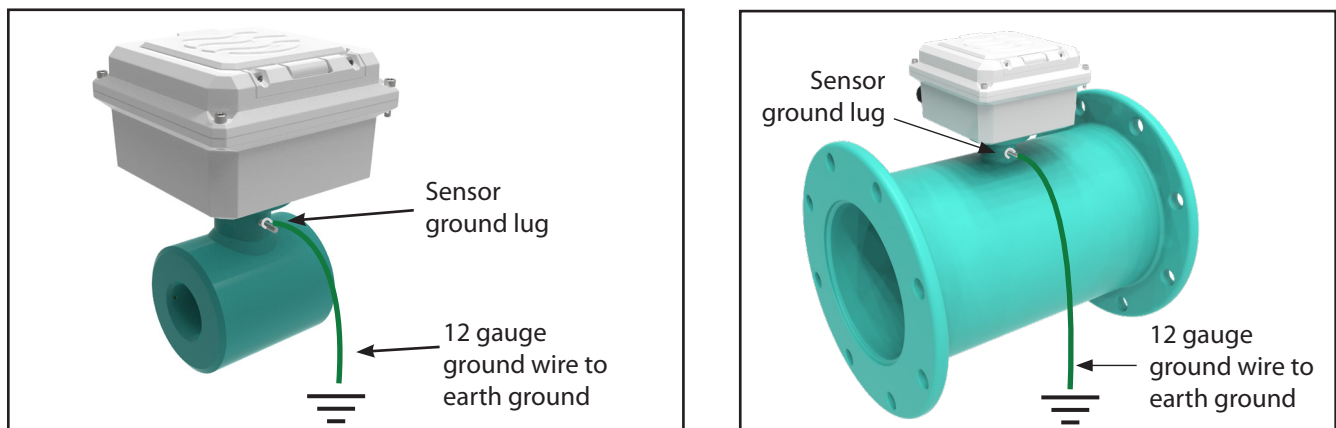 Sensor
ground lug
12 gauge
ground wire to
earth ground
Sensor
ground lug
12 gauge
ground wire to
earth ground